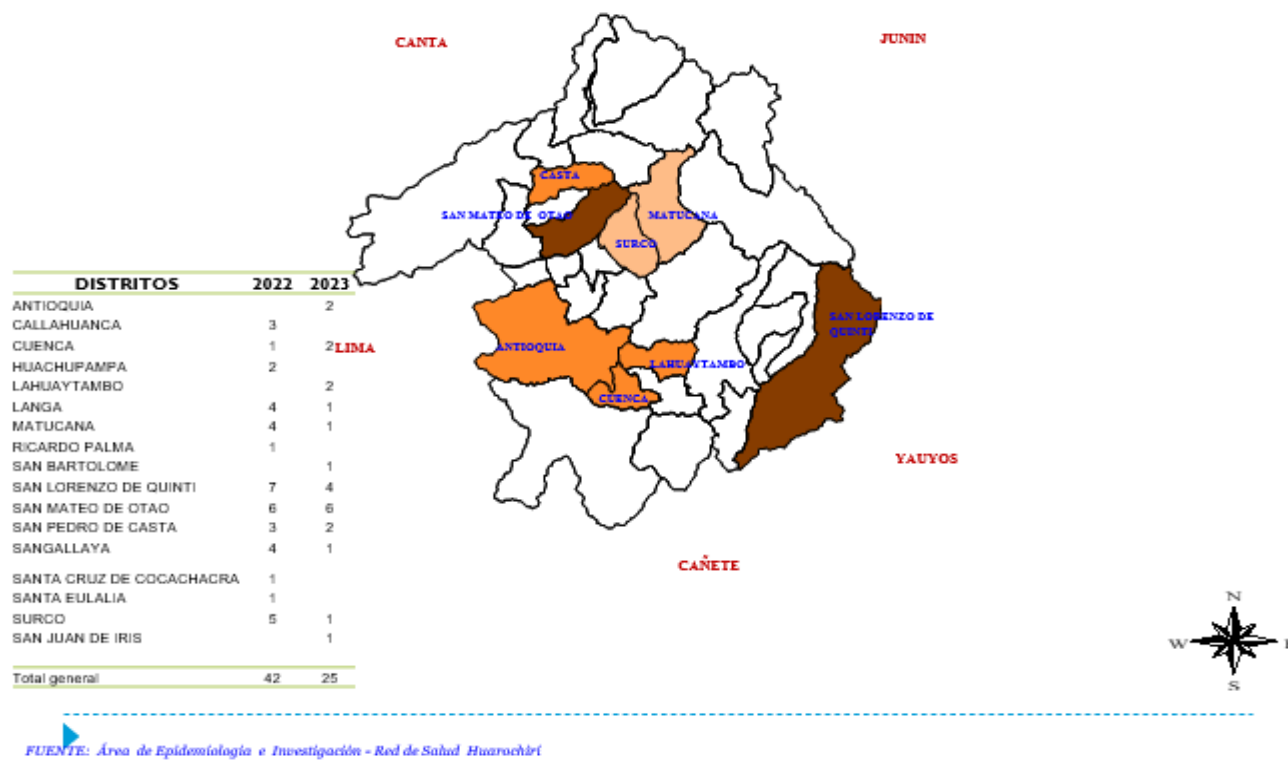 CANTA
JUNIN
CASTA
SAN MATEO DE OTAO
MATUCANA
SURCO
DISTRITOS 2022 2023
ANTIOQUIA 2
CALLAHUANCA 3
CUENCA 1 2
HUACHUPAMPA 2
LAHUAYTAMBO 2
LANGA 4 1
MATUCANA 4 1
RICARDO PALMA 1
SAN BARTOLOME 1
SAN LORENZO DE QUINTI 7 4
SAN MATEO DE OTAO 6 6
SAN PEDRO DE CASTA 3 2
SANGALLAYA 4 1
SANTA CRUZ DE COCACHACRA 1
SANTA EULALIA 1
SURCO 5 1
SAN JUAN DE IRIS 1
Total general 42 25
LIMA
SAN LORENZO DE
QUINTI
ANTIOQUIA
LAHUAYTAMBO
CUENCA
YAUYOS
CAÑETE
N
W
S
FUENTE: Área de Epidemiologia e Investigación - Red de Salud Huarochirí